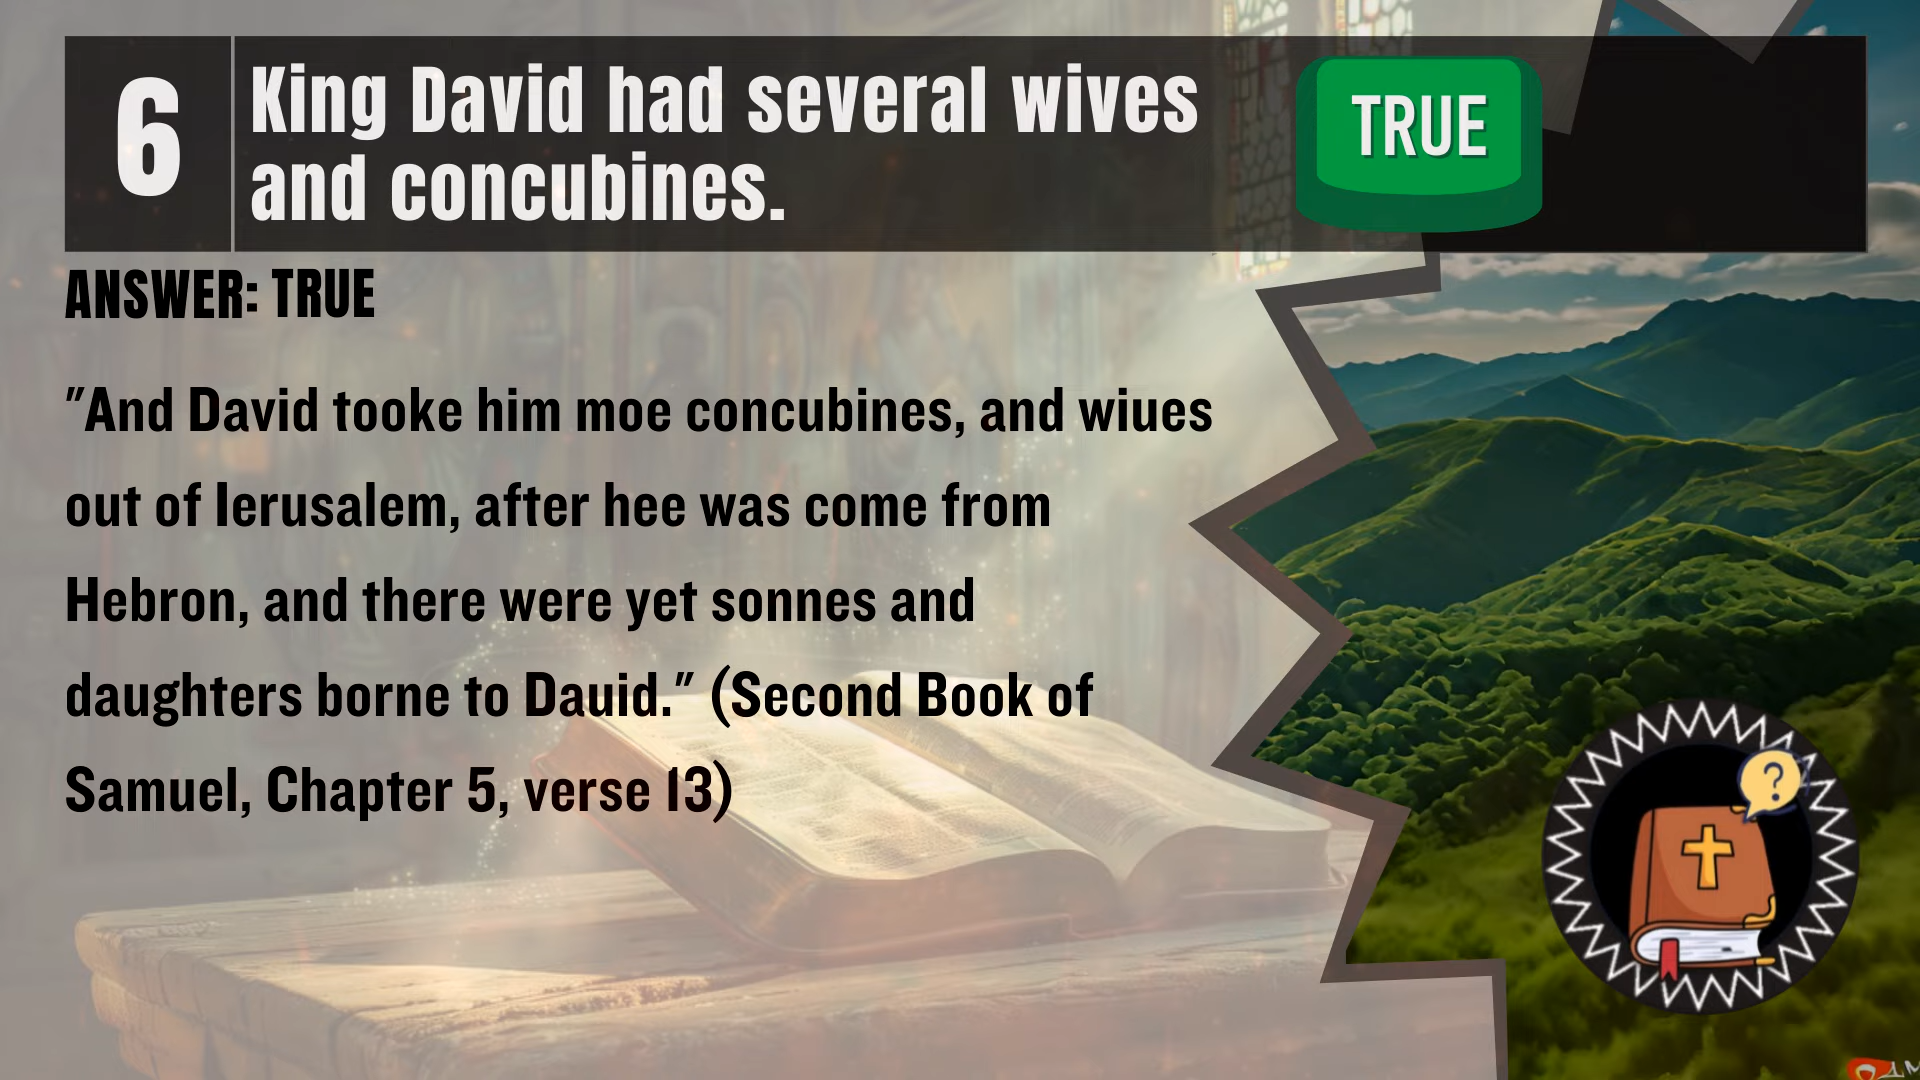 6
King David had several wives
and concubines.
TRUE
ANSWER: TRUE
"And David tooke him moe concubines, and wiues
out of Ierusalem, after hee was come from
Hebron, and there were yet sonnes and
daughters borne to Dauid." (Second Book of
Samuel, Chapter 5, verse 13)
?